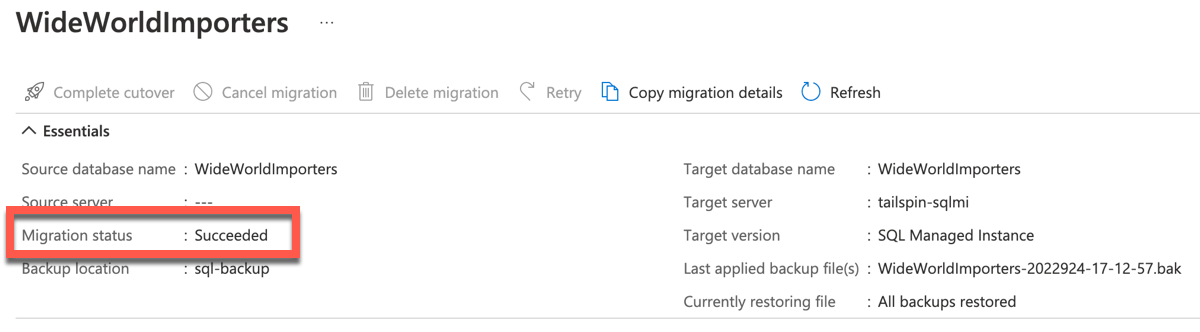 WideWorldImporters ...
Complete cutover Cancel migration Delete migration Retry Copy migration details Refresh
Essentials
Source database name : WideWorldImporters Target database name : WideWorldImporters
Source server : --- Target server : tailspin-sqlmi
Migration status : Succeeded Target version : SQL Managed Instance
Backup location : sql-backup Last applied backup file(s) : WideWorldImporters-2022924-17-12-57.bak
Currently restoring file : All backups restored